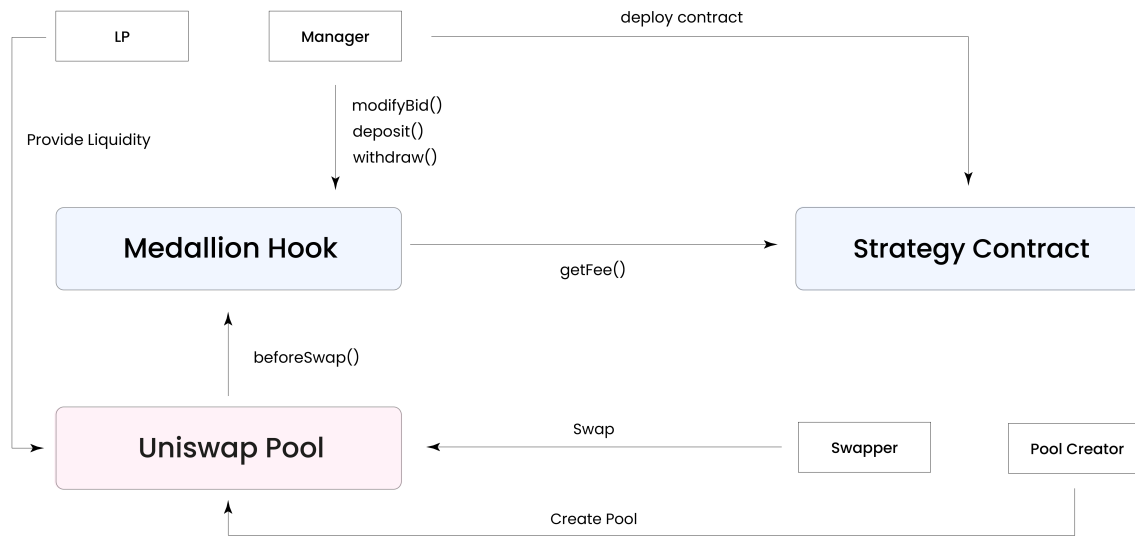 deploy contract
LP
Manager
modifyBid()
deposit()
withdraw()
Provide Liquidity
Medallion Hook
Strategy Contract
getFee()
beforeSwap()
Uniswap Pool
Swap
Swapper
Pool Creator
Create Pool